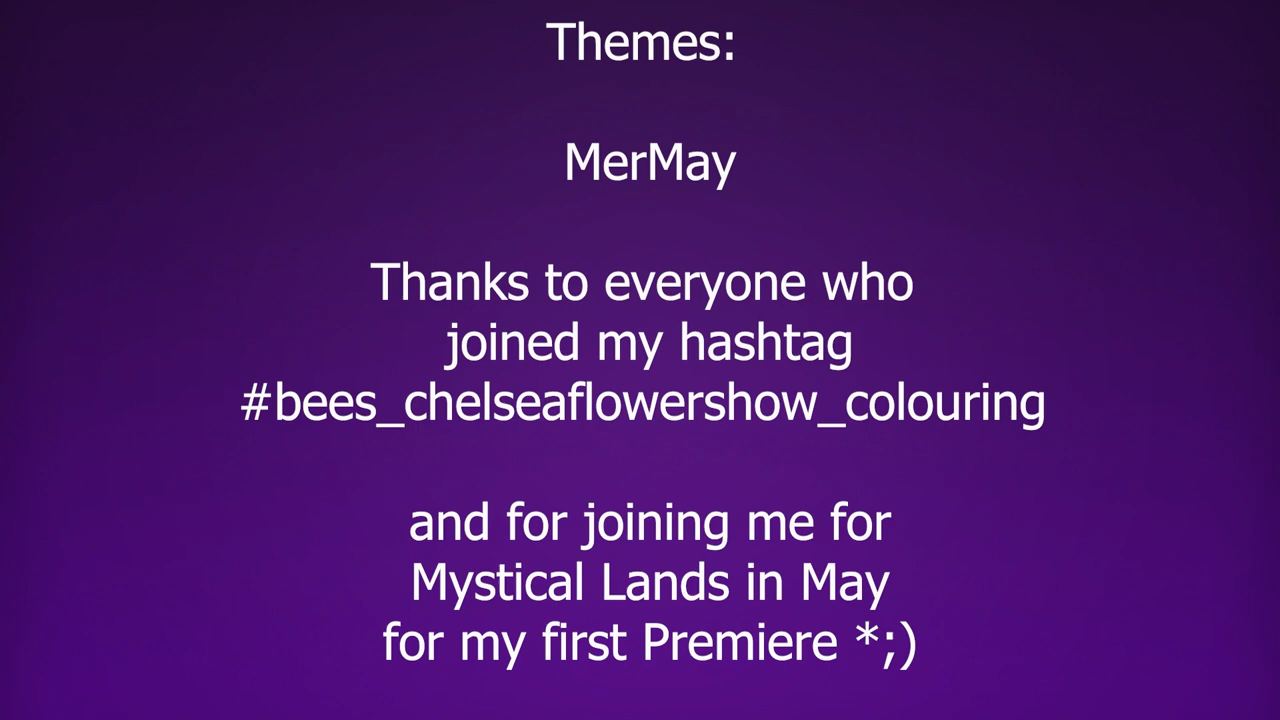 Themes:
MerMay
Thanks to everyone who
joined my hashtag
#bees_chelseaflowershow_colouring
and for joining me for
Mystical Lands in May
for my first Premiere *;)